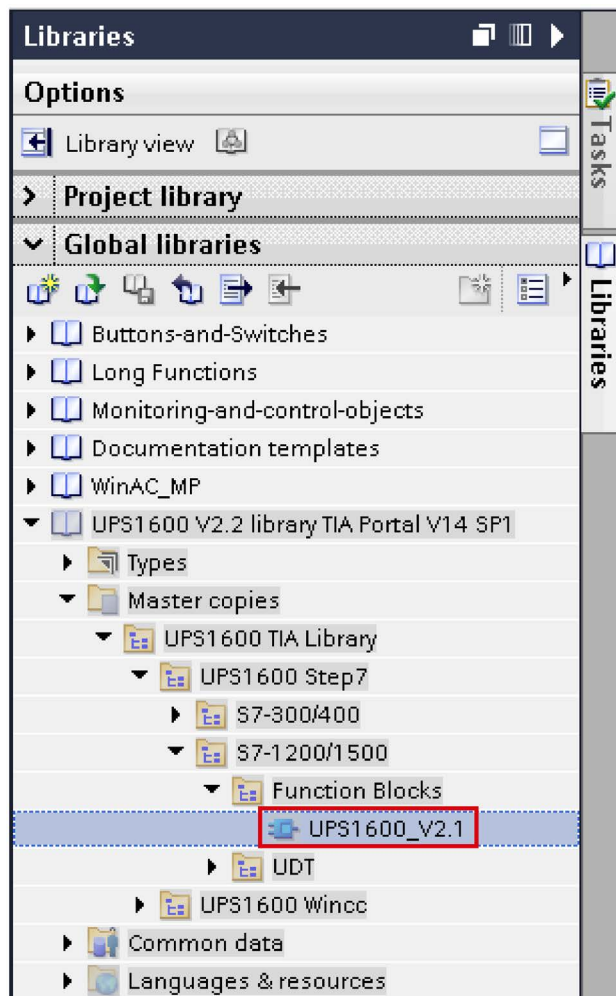 Libraries
Options
Library view
Project library
Global libraries
Buttons-and-Switches
Long Functions
Monitoring-and-control-objects
Documentation templates
WinAC_MP
UPS1600 V2.2 library TIA Portal V14 SP1
Types
Master copies
UPS1600 TIA Library
UPS1600 Step7
S7-300/400
S7-1200/1500
Function Blocks
UPS1600_V2.1
UDT
UPS1600 Wincc
Common data
Languages & resources
Tasks
Libraries